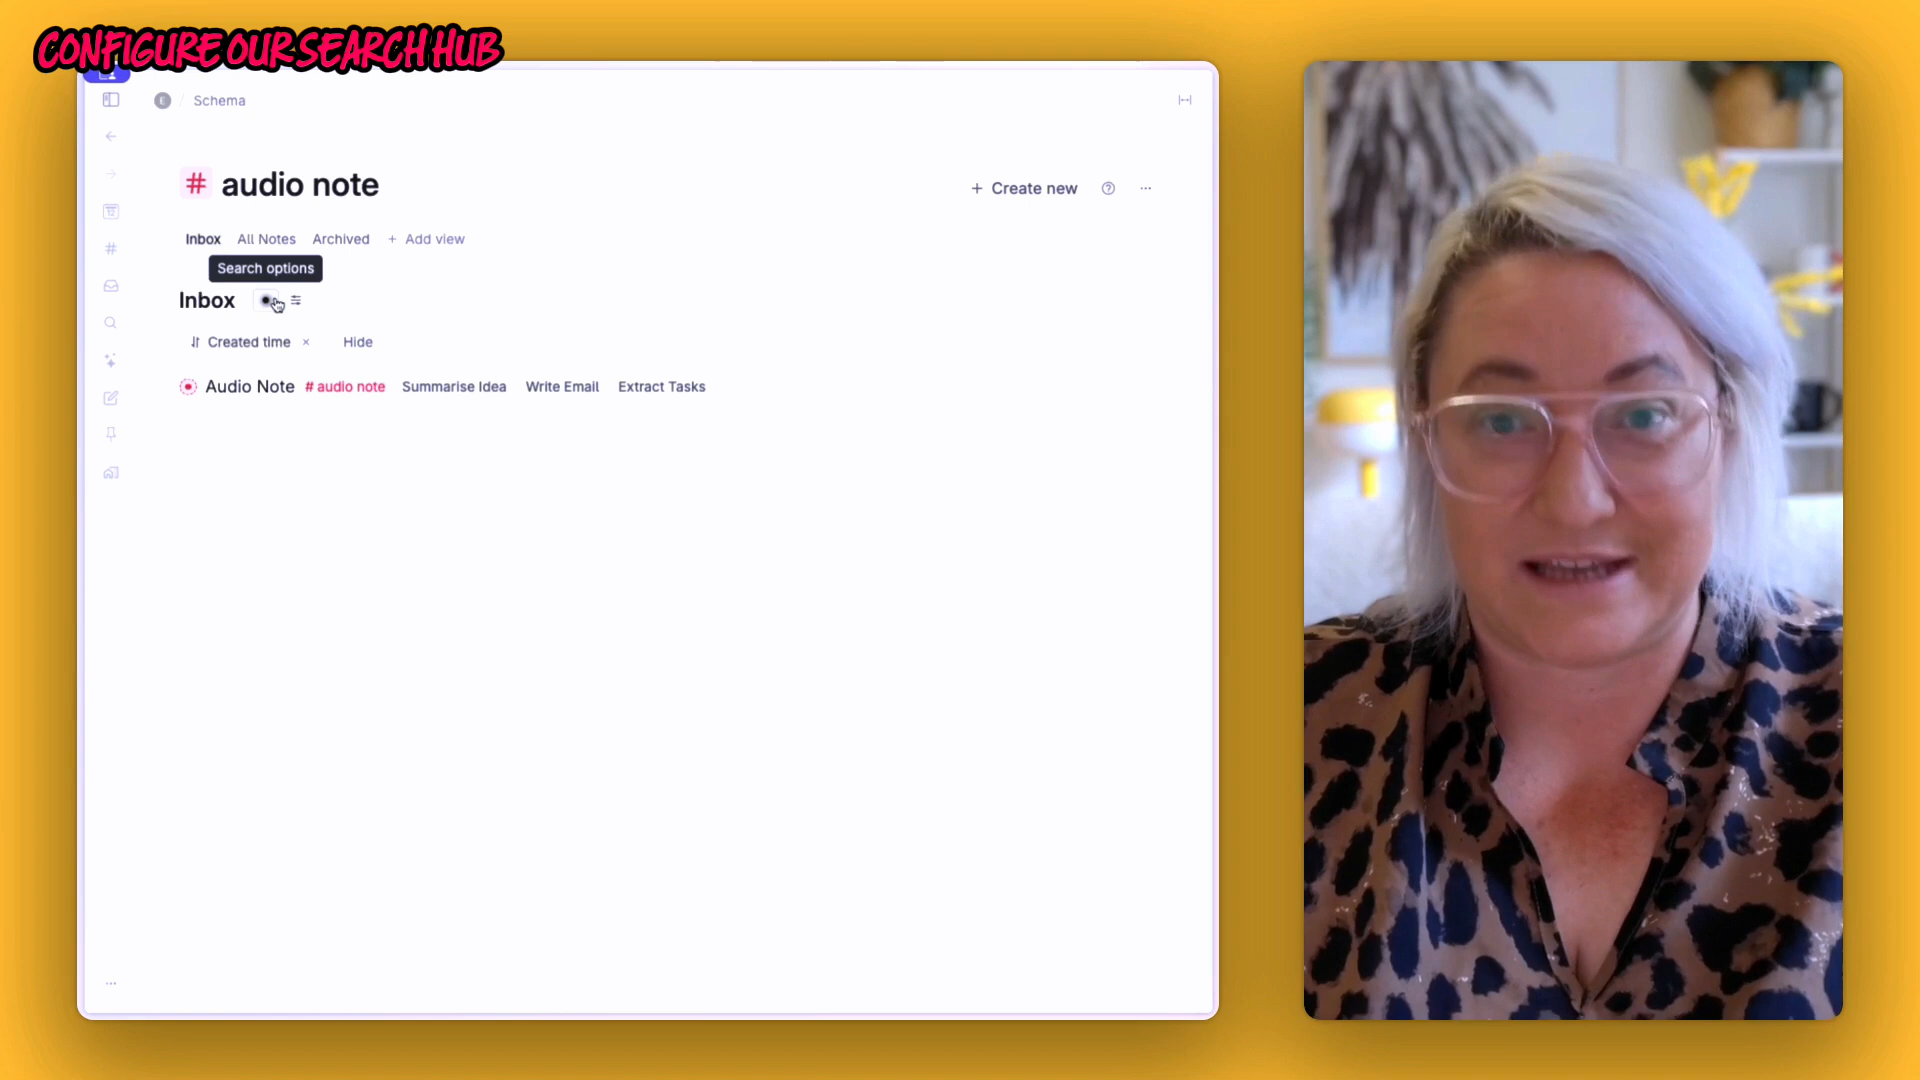 CONFIGURE OUR SEARCH HUB
E / Schema
# audio note
+ Create new
Inbox All Notes Archived + Add view
Search options
Inbox
Created time × Hide
Audio Note # audio note Summarise Idea Write Email Extract Tasks